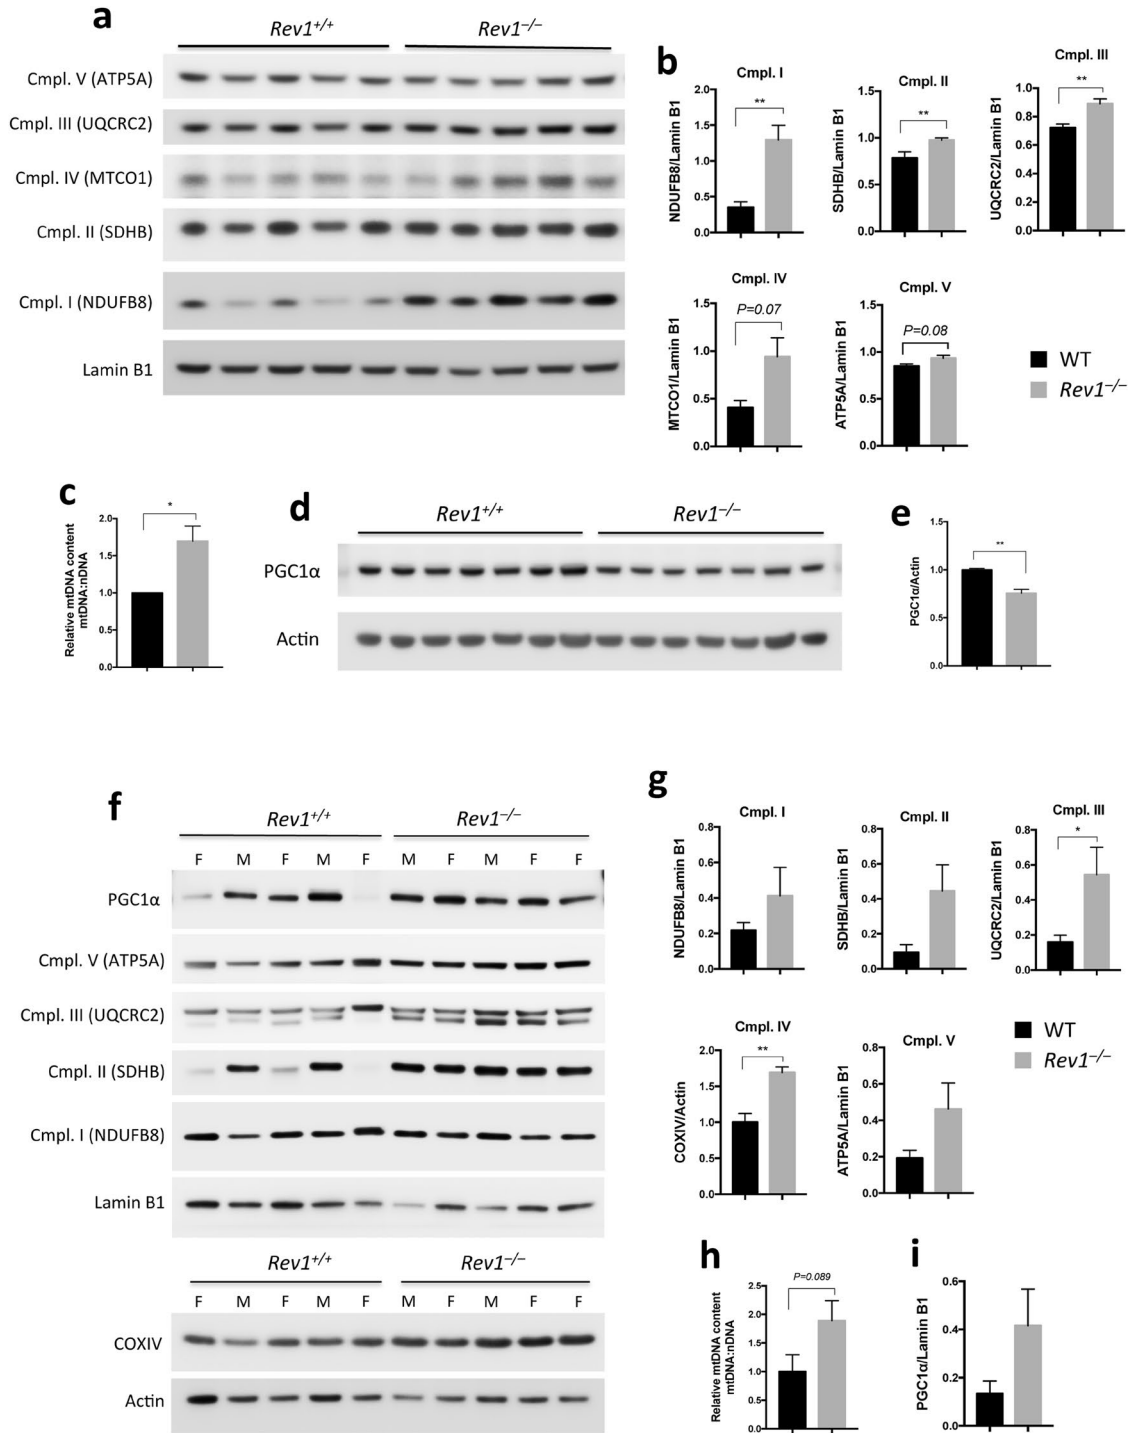 a
Rev1+/+ Rev1–/–
Cmpl. V (ATP5A)
Cmpl. III (UQCRC2)
Cmpl. IV (MTCO1)
Cmpl. II (SDHB)
Cmpl. I (NDUFB8)
Lamin B1
b
Cmpl. I
NDUFB8/Lamin B1
2.0
1.5
1.0
0.5
0.0
**
Cmpl. II
SDHB/Lamin B1
1.5
1.0
0.5
0.0
**
Cmpl. III
UQCRC2/Lamin B1
1.0
0.8
0.6
0.4
0.2
0.0
**
Cmpl. IV
MTCO1/Lamin B1
1.5
1.0
0.5
0.0
P=0.07
Cmpl. V
ATP5A/Lamin B1
1.5
1.0
0.5
0.0
P=0.08
WT
Rev1–/–
c
Relative mtDNA content
mtDNA:nDNA
2.0
1.5
1.0
0.5
0.0
*
d
Rev1+/+ Rev1–/–
PGC1α
Actin
e
PGC1α/Actin
1.5
1.0
0.5
0.0
**
f
Rev1+/+ Rev1–/–
F M F M F M F M F F
PGC1α
Cmpl. V (ATP5A)
Cmpl. III (UQCRC2)
Cmpl. II (SDHB)
Cmpl. I (NDUFB8)
Lamin B1
Rev1+/+ Rev1–/–
F M F M F M F M F F
COXIV
Actin
g
Cmpl. I
NDUFB8/Lamin B1
0.8
0.6
0.4
0.2
0.0
Cmpl. II
SDHB/Lamin B1
0.8
0.6
0.4
0.2
0.0
Cmpl. III
UQCRC2/Lamin B1
0.8
0.6
0.4
0.2
0.0
*
Cmpl. IV
COXIV/Actin
2.0
1.5
1.0
0.5
0.0
**
Cmpl. V
ATP5A/Lamin B1
0.8
0.6
0.4
0.2
0.0
WT
Rev1–/–
h
Relative mtDNA content
mtDNA:nDNA
2.5
2.0
1.5
1.0
0.5
0.0
P=0.089
i
PGC1α/Lamin B1
0.6
0.4
0.2
0.0